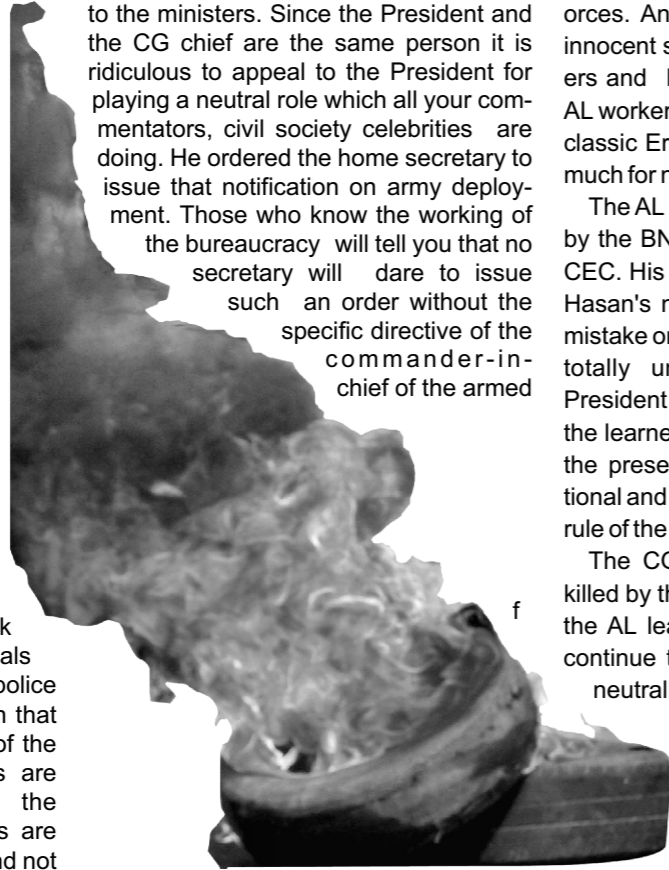 k
als
police
n that
of the
s are
the
s are
nd not
to the ministers. Since the President and
the CG chief are the same person it is
ridiculous to appeal to the President for
playing a neutral role which all your com-
mentators, civil society celebrities are
doing. He ordered the home secretary to
issue that notification on army deploy-
ment. Those who know the working of
the bureaucracy will tell you that no
secretary will dare to issue
such an order without the
specific directive of the
commander-in-
chief of the armed
f
orces. An
innocent s
ers and
AL worker
classic Er
much for n
The AL
by the BN
CEC. His
Hasan's n
mistake or
totally un
President
the learne
the prese
tional and
rule of the
The CG
killed by th
the AL lea
continue t
neutral